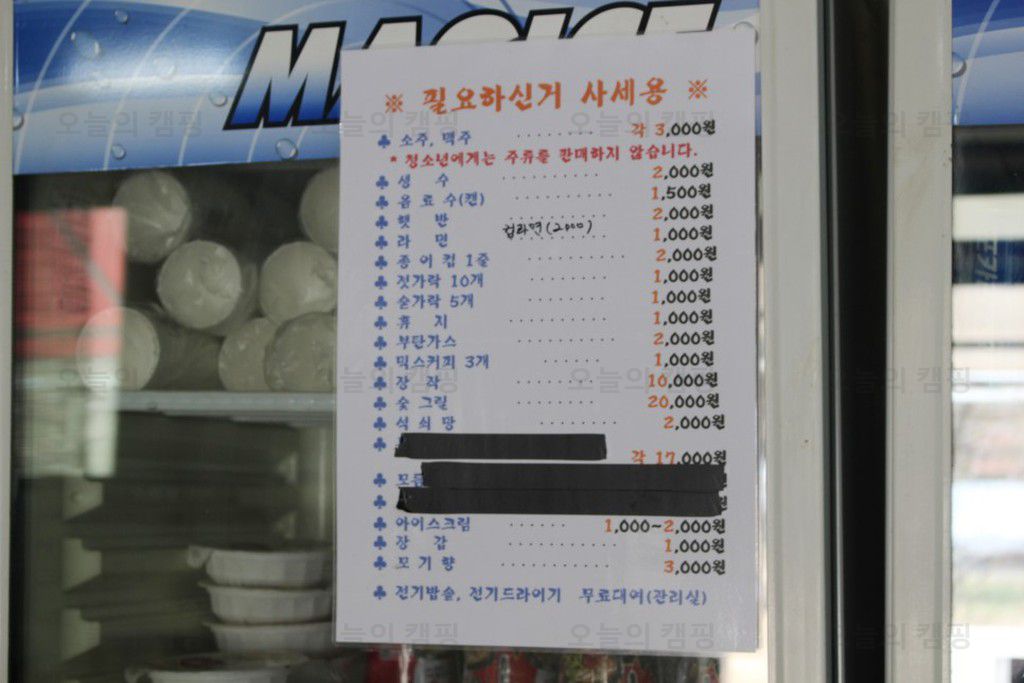 MAGICE
※ 필요하신거 사세용 ※
♣ 소주, 맥주 ........ 각 3,000원
* 청소년에게는 주류를 판매하지 않습니다.
♣ 생 수 .......... 2,000원
♣ 음 료 수(캔) .......... 1,500원
♣ 햇 반 .......... 2,000원
♣ 라 면 컵라면(2000) .......... 1,000원
♣ 종 이 컵 1줄 .......... 2,000원
♣ 젓가락 10개 ........ 1,000원
♣ 숟가락 5개 ........ 1,000원
♣ 휴 지 .......... 1,000원
♣ 부탄가스 .......... 2,000원
♣ 믹스커피 3개 ...... 1,000원
♣ 장 작 ........ 10,000원
♣ 숯 그릴 ........ 20,000원
♣ 석 쇠 망 ........ 2,000원
♣ 각 17,000원
♣ 모듬
♣ 아이스크림 ...... 1,000~2,000원
♣ 장 갑 .......... 1,000원
♣ 모 기 향 .......... 3,000원
♣ 전기밥솥, 전기드라이기 무료대여(관리실)
오늘의 캠핑